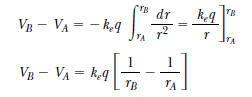 V_B − V_A = − k_e q ∫_{r_A}^{r_B} dr/r² = k_e q/r ]_{r_A}^{r_B}
V_B − V_A = k_e q [ 1/r_B − 1/r_A ]